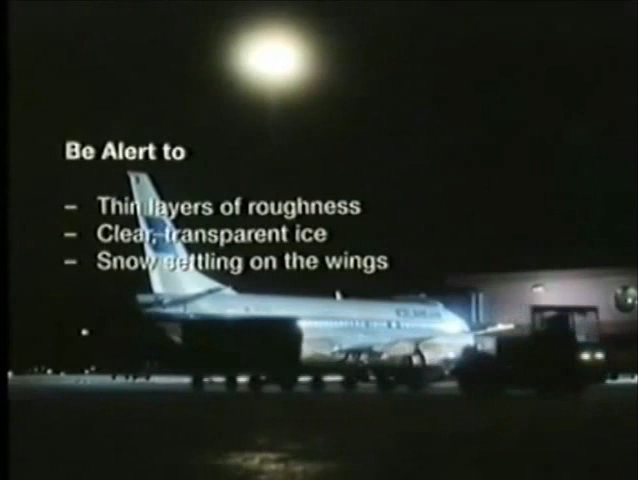 Be Alert to
– Thin layers of roughness
– Clear, transparent ice
– Snow settling on the wings